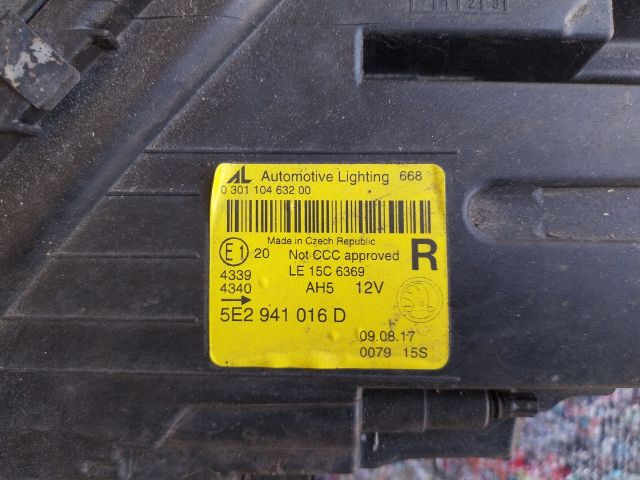 AL Automotive Lighting 668
0 301 104 632 00
Made in Czech Republic
E1 20 Not CCC approved R
4339 LE 15C 6369
4340 AH5 12V
5E2 941 016 D
09.08.17
0079 15S